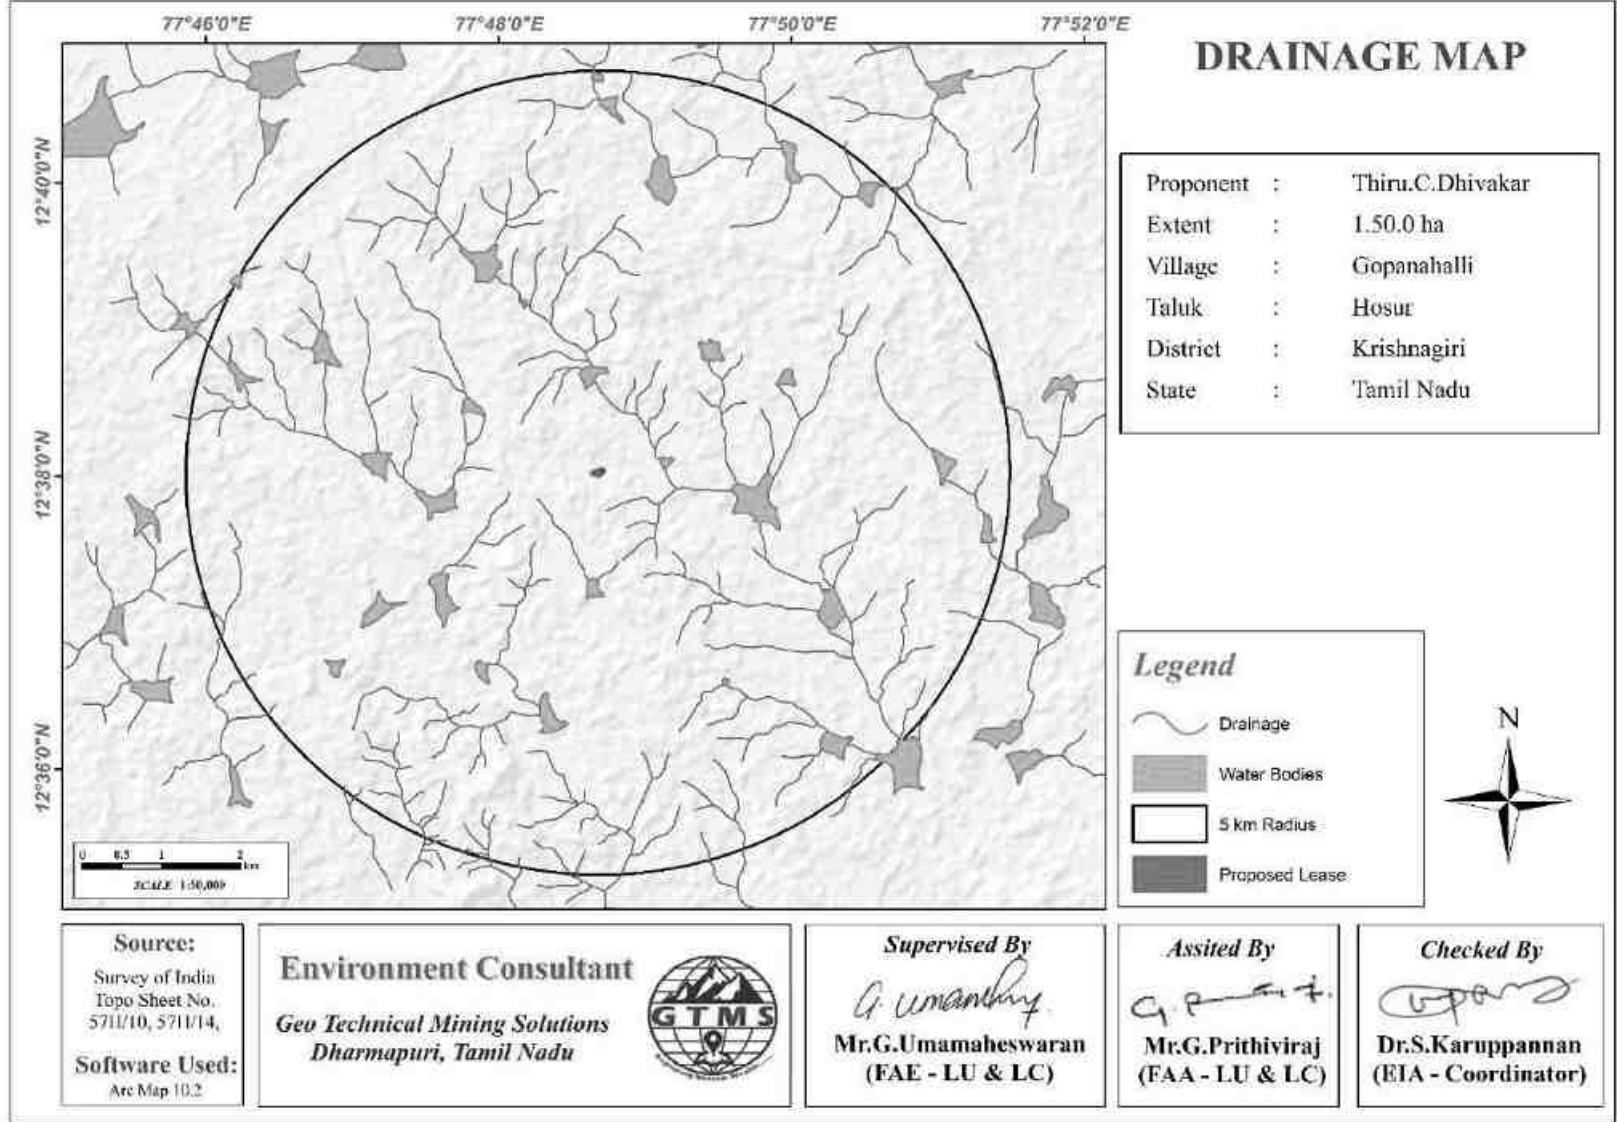 77°46'0"E
77°48'0"E
77°50'0"E
77°52'0"E
DRAINAGE MAP
12°40'0"N
12°38'0"N
12°36'0"N
Proponent : Thiru.C.Dhivakar
Extent : 1.50.0 ha
Village : Gopanahalli
Taluk : Hosur
District : Krishnagiri
State : Tamil Nadu
Legend
Drainage
Water Bodies
5 km Radius
Proposed Lease
N
0 0.5 1 2
km
SCALE 1:50,000
Source:
Survey of India
Topo Sheet No.
57H/10, 57H/14,
Software Used:
Arc Map 10.2
Environment Consultant
Geo Technical Mining Solutions
Dharmapuri, Tamil Nadu
GTMS
Supervised By
Mr.G.Umamaheswaran
(FAE - LU & LC)
Assited By
Mr.G.Prithiviraj
(FAA - LU & LC)
Checked By
Dr.S.Karuppannan
(EIA - Coordinator)